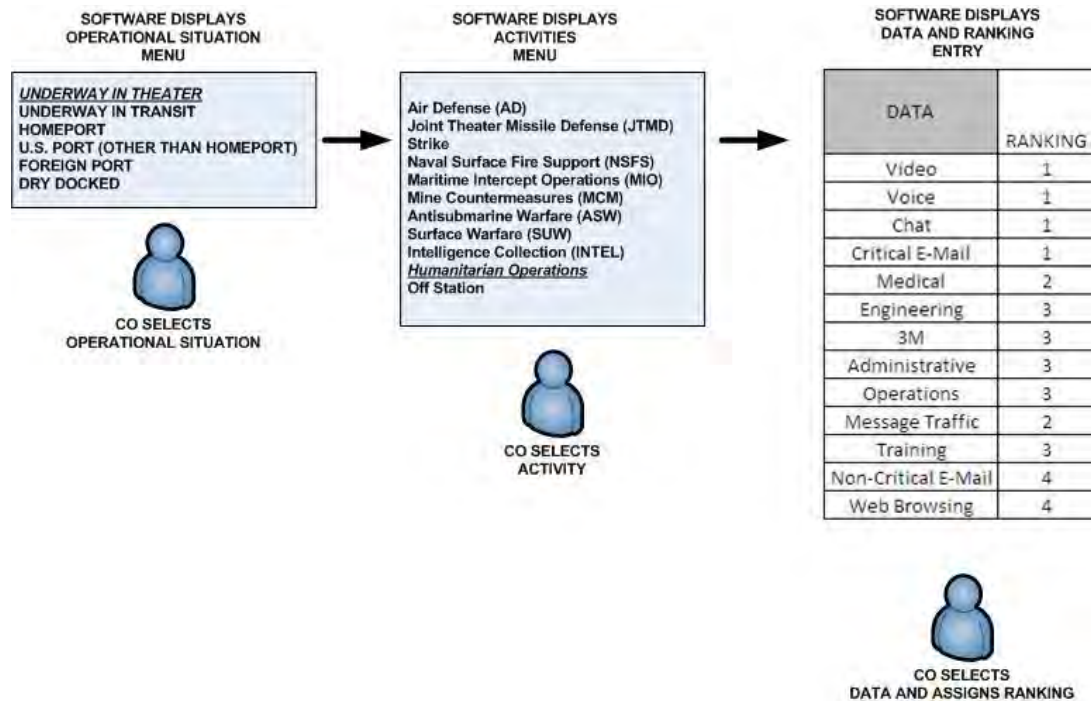 SOFTWARE DISPLAYS
OPERATIONAL SITUATION
MENU
UNDERWAY IN THEATER
UNDERWAY IN TRANSIT
HOMEPORT
U.S. PORT (OTHER THAN HOMEPORT)
FOREIGN PORT
DRY DOCKED
CO SELECTS
OPERATIONAL SITUATION
SOFTWARE DISPLAYS
ACTIVITIES
MENU
Air Defense (AD)
Joint Theater Missile Defense (JTMD)
Strike
Naval Surface Fire Support (NSFS)
Maritime Intercept Operations (MIO)
Mine Countermeasures (MCM)
Antisubmarine Warfare (ASW)
Surface Warfare (SUW)
Intelligence Collection (INTEL)
Humanitarian Operations
Off Station
CO SELECTS
ACTIVITY
SOFTWARE DISPLAYS
DATA AND RANKING
ENTRY
DATA RANKING
Video 1
Voice 1
Chat 1
Critical E-Mail 1
Medical 2
Engineering 3
3M 3
Administrative 3
Operations 3
Message Traffic 2
Training 3
Non-Critical E-Mail 4
Web Browsing 4
CO SELECTS
DATA AND ASSIGNS RANKING